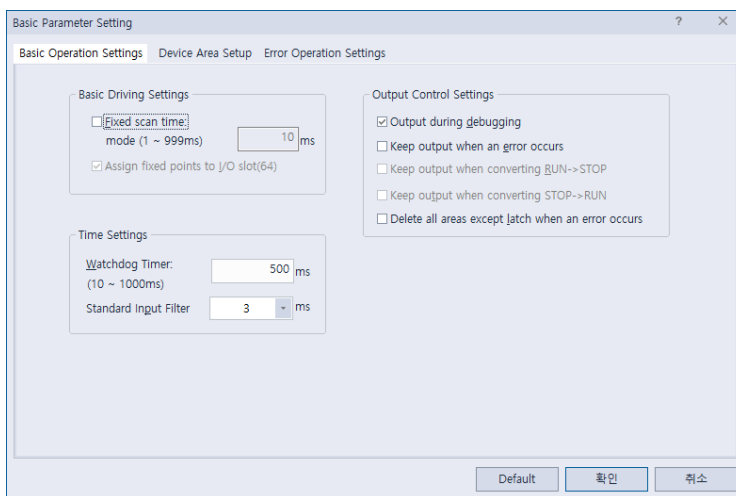 Basic Parameter Setting
?
Basic Operation Settings Device Area Setup Error Operation Settings
Basic Driving Settings
Fixed scan time:
mode (1 ~ 999ms) 10 ms
Assign fixed points to I/O slot(64)
Time Settings
Watchdog Timer: 500 ms
(10 ~ 1000ms)
Standard Input Filter 3 ms
Output Control Settings
Output during debugging
Keep output when an error occurs
Keep output when converting RUN->STOP
Keep output when converting STOP->RUN
Delete all areas except latch when an error occurs
Default 확인 취소